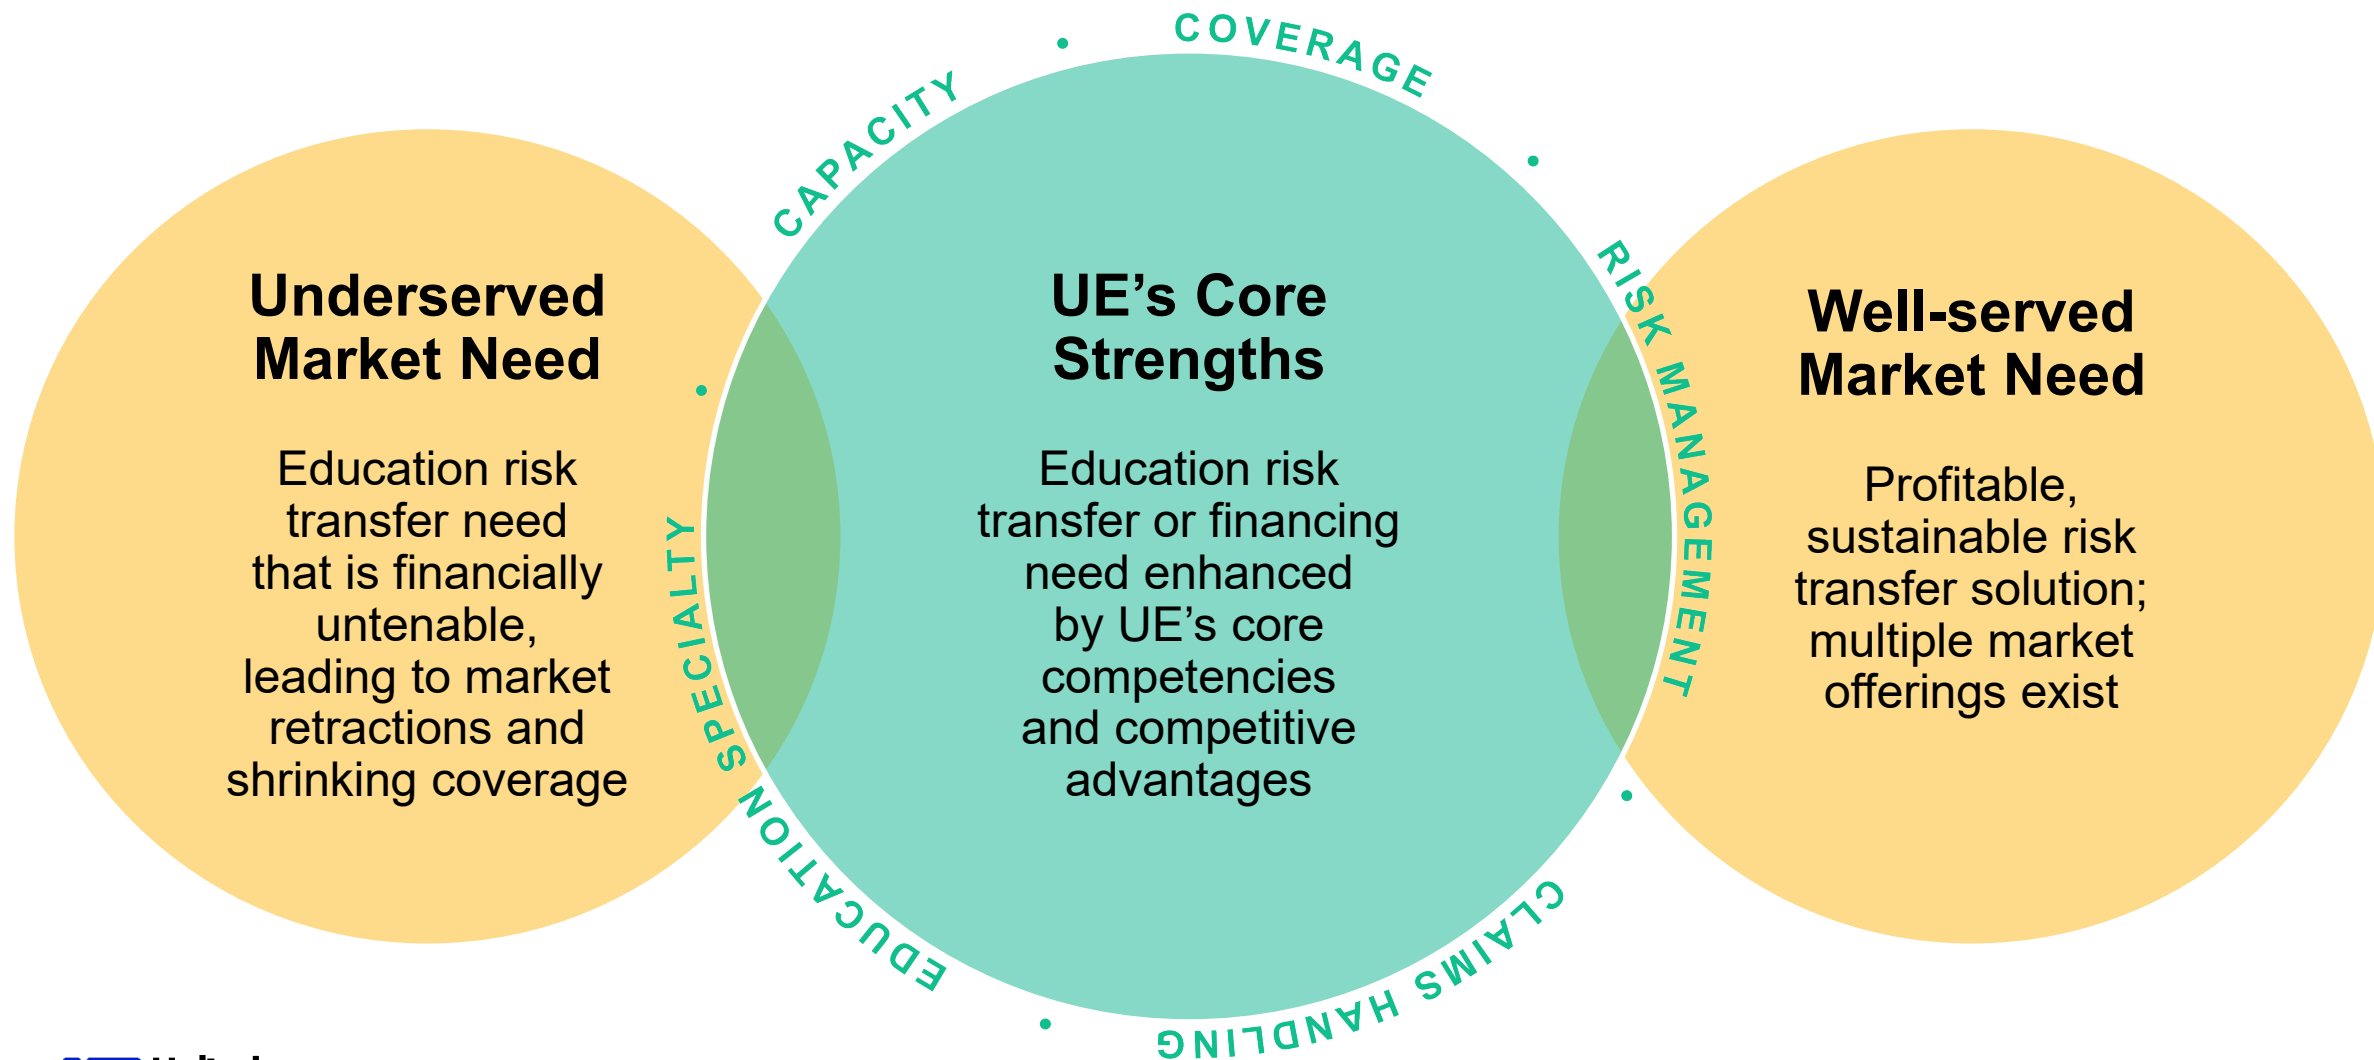 COVERAGE
CAPACITY
RISK MANAGEMENT
CLAIMS HANDLING
EDUCATION SPECIALTY
Underserved
Market Need
Education risk
transfer need
that is financially
untenable,
leading to market
retractions and
shrinking coverage
UE’s Core
Strengths
Education risk
transfer or financing
need enhanced
by UE’s core
competencies
and competitive
advantages
Well-served
Market Need
Profitable,
sustainable risk
transfer solution;
multiple market
offerings exist